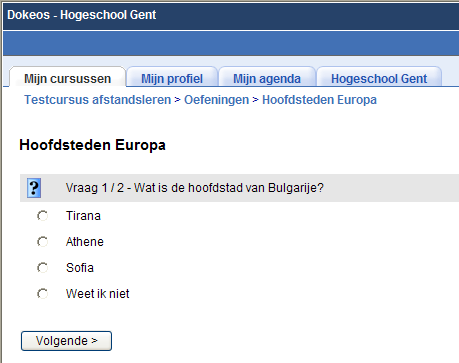 Dokeos - Hogeschool Gent
Mijn cursussen Mijn profiel Mijn agenda Hogeschool Gent
Testcursus afstandsleren > Oefeningen > Hoofdsteden Europa
Hoofdsteden Europa
? Vraag 1 / 2 - Wat is de hoofdstad van Bulgarije?
Tirana
Athene
Sofia
Weet ik niet
Volgende >